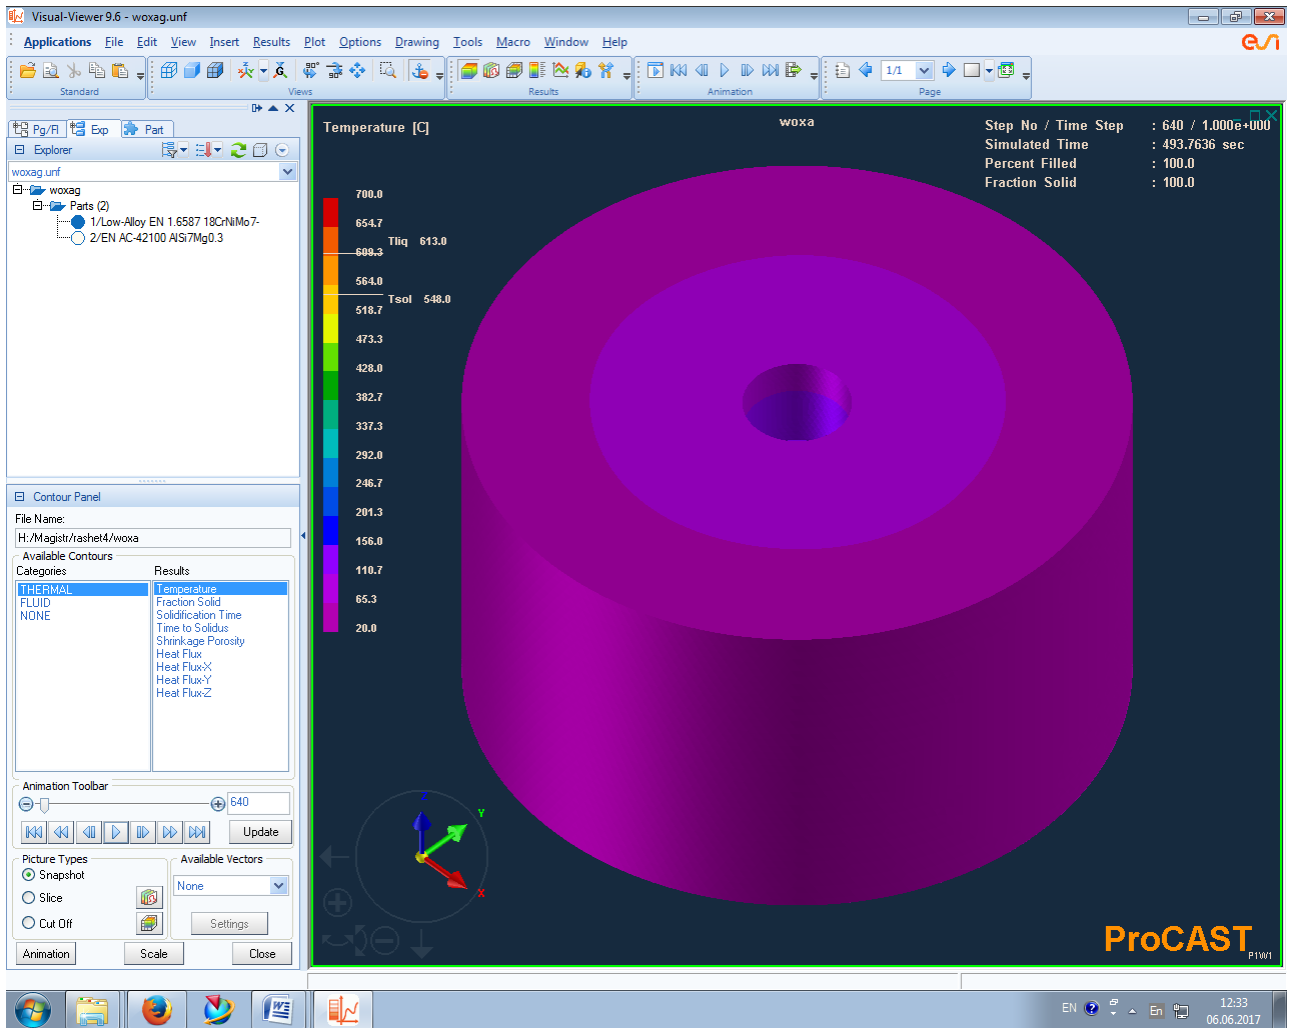 Visual-Viewer 9.6 - woxag.unf
Applications File Edit View Insert Results Plot Options Drawing Tools Macro Window Help
esi
90° 90°
G
1/1
Standard Views Results Animation Page
Pg/Fl Exp Part
Explorer
woxag.unf
woxag
Parts (2)
1/Low-Alloy EN 1.6587 18CrNiMo7-
2/EN AC-42100 AlSi7Mg0.3
Contour Panel
File Name:
H:/Magistr/rashet4/woxa
Available Contours
Categories Results
THERMAL
FLUID
NONE
Temperature
Fraction Solid
Solidification Time
Time to Solidus
Shrinkage Porosity
Heat Flux
Heat Flux-X
Heat Flux-Y
Heat Flux-Z
Animation Toolbar
640
Update
Picture Types
Snapshot
Slice
Cut Off
Available Vectors
None
Settings
Animation Scale Close
Temperature [C]
woxa
Step No / Time Step : 640 / 1.000e+000
Simulated Time : 493.7636 sec
Percent Filled : 100.0
Fraction Solid : 100.0
700.0
654.7
Tliq 613.0
609.3
564.0
Tsol 548.0
518.7
473.3
428.0
382.7
337.3
292.0
246.7
201.3
156.0
110.7
65.3
20.0
Z
Y
X
ProCAST
P1W1
EN
En
12:33
06.06.2017